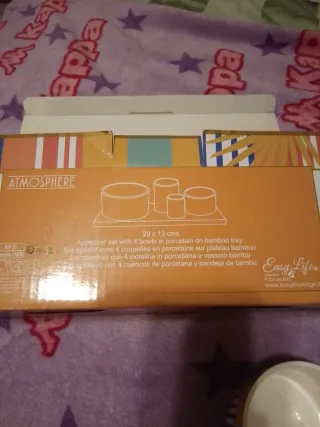 Kappa
ATMOSPHERE
29 x 13 cms
Appetizer set with 4 bowls in porcelain on bamboo tray
Set apéritif avec 4 coupelles en porcelaine sur plateau bambou
Set aperitivo con 4 ciotoline in porcellana e vassoio bambù
Set aperitivo con 4 cuencos de porcelana y bandeja de bambú
Easy Life